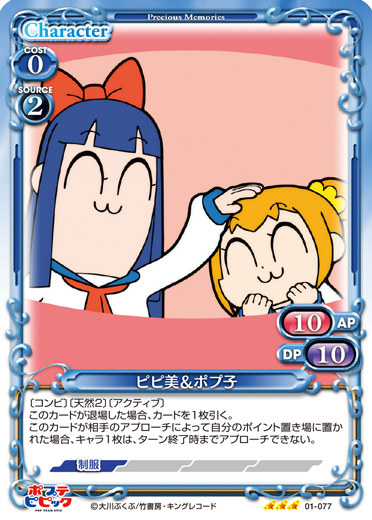 Precious Memories
Character
COST
0
SOURCE
2
10 AP
DP 10
ピピ美&ポプ子
〔コンビ〕〔天然2〕〔アクティブ〕
このカードが退場した場合、カードを1枚引く。
このカードが相手のアプローチによって自分のポイント置き場に置か
れた場合、キャラ1枚は、ターン終了時までアプローチできない。
制服
ポプテ
ピピック
POP TEAM EPIC
©大川ぶくぶ/竹書房・キングレコード
01-077